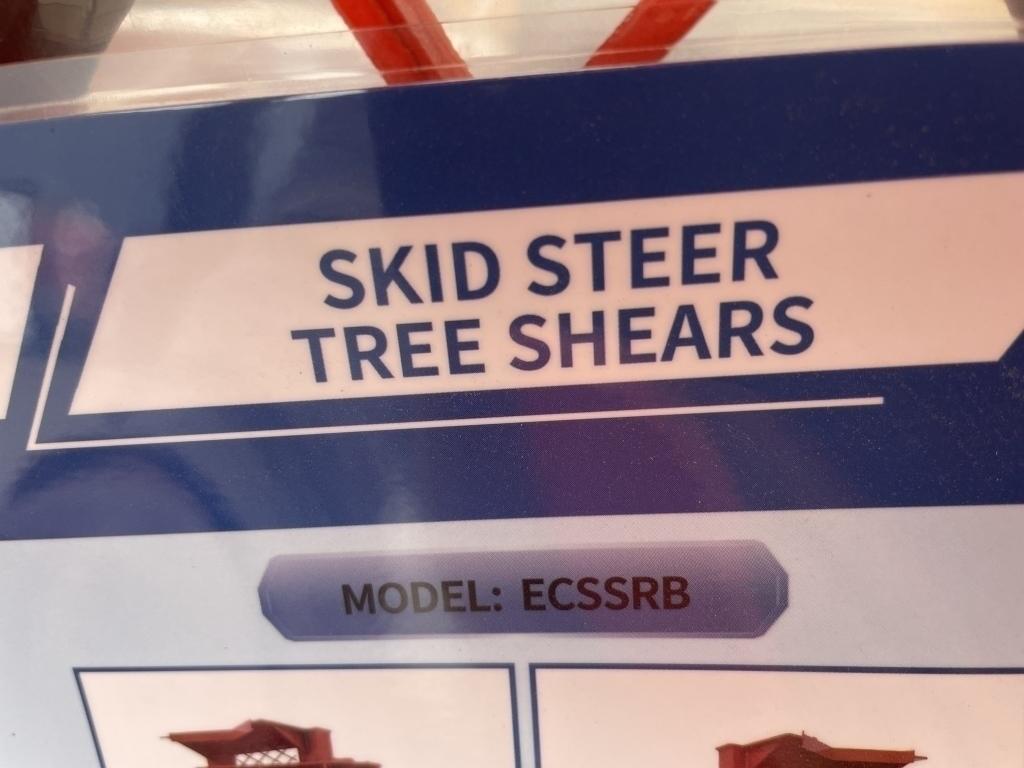 SKID STEER
TREE SHEARS
MODEL: ECSSRB